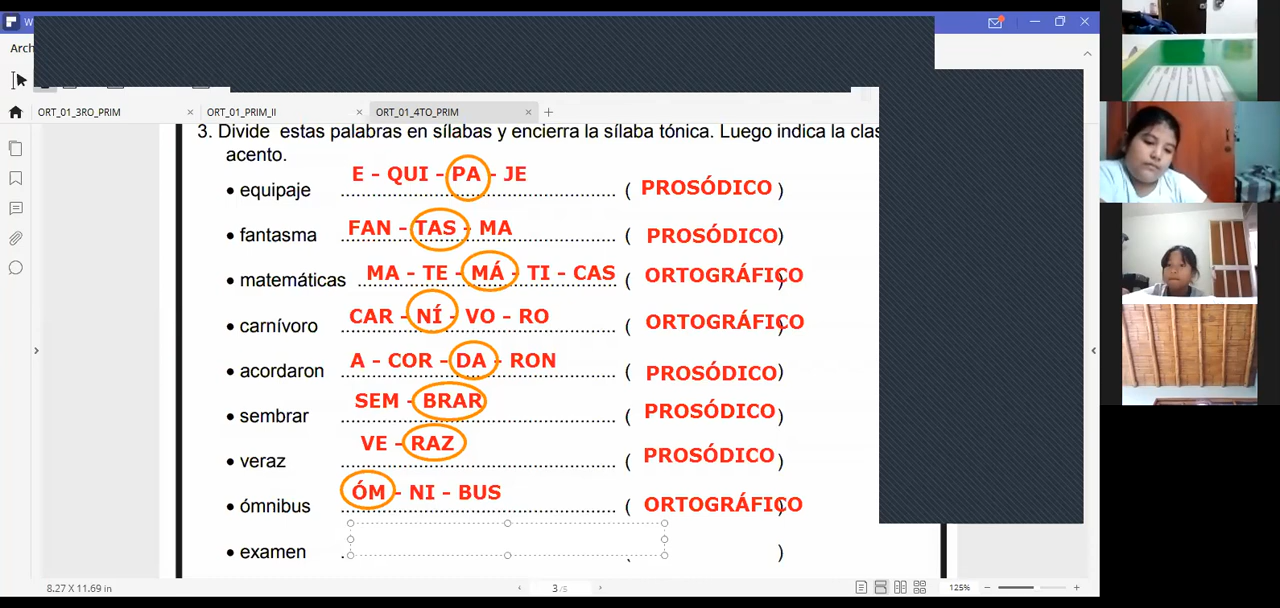 W
Arch
ORT_01_3RO_PRIM × ORT_01_PRIM_II × ORT_01_4TO_PRIM × +
3. Divide estas palabras en sílabas y encierra la sílaba tónica. Luego indica la clas
acento.
• equipaje E - QUI - PA - JE ( PROSÓDICO )
• fantasma FAN - TAS - MA ( PROSÓDICO )
• matemáticas MA - TE - MÁ - TI - CAS ( ORTOGRÁFICO )
• carnívoro CAR - NÍ - VO - RO ( ORTOGRÁFICO )
• acordaron A - COR - DA - RON ( PROSÓDICO )
• sembrar SEM - BRAR ( PROSÓDICO )
• veraz VE - RAZ ( PROSÓDICO )
• ómnibus ÓM - NI - BUS ( ORTOGRÁFICO )
• examen ( )
8.27 x 11.69 in 3/5 125%